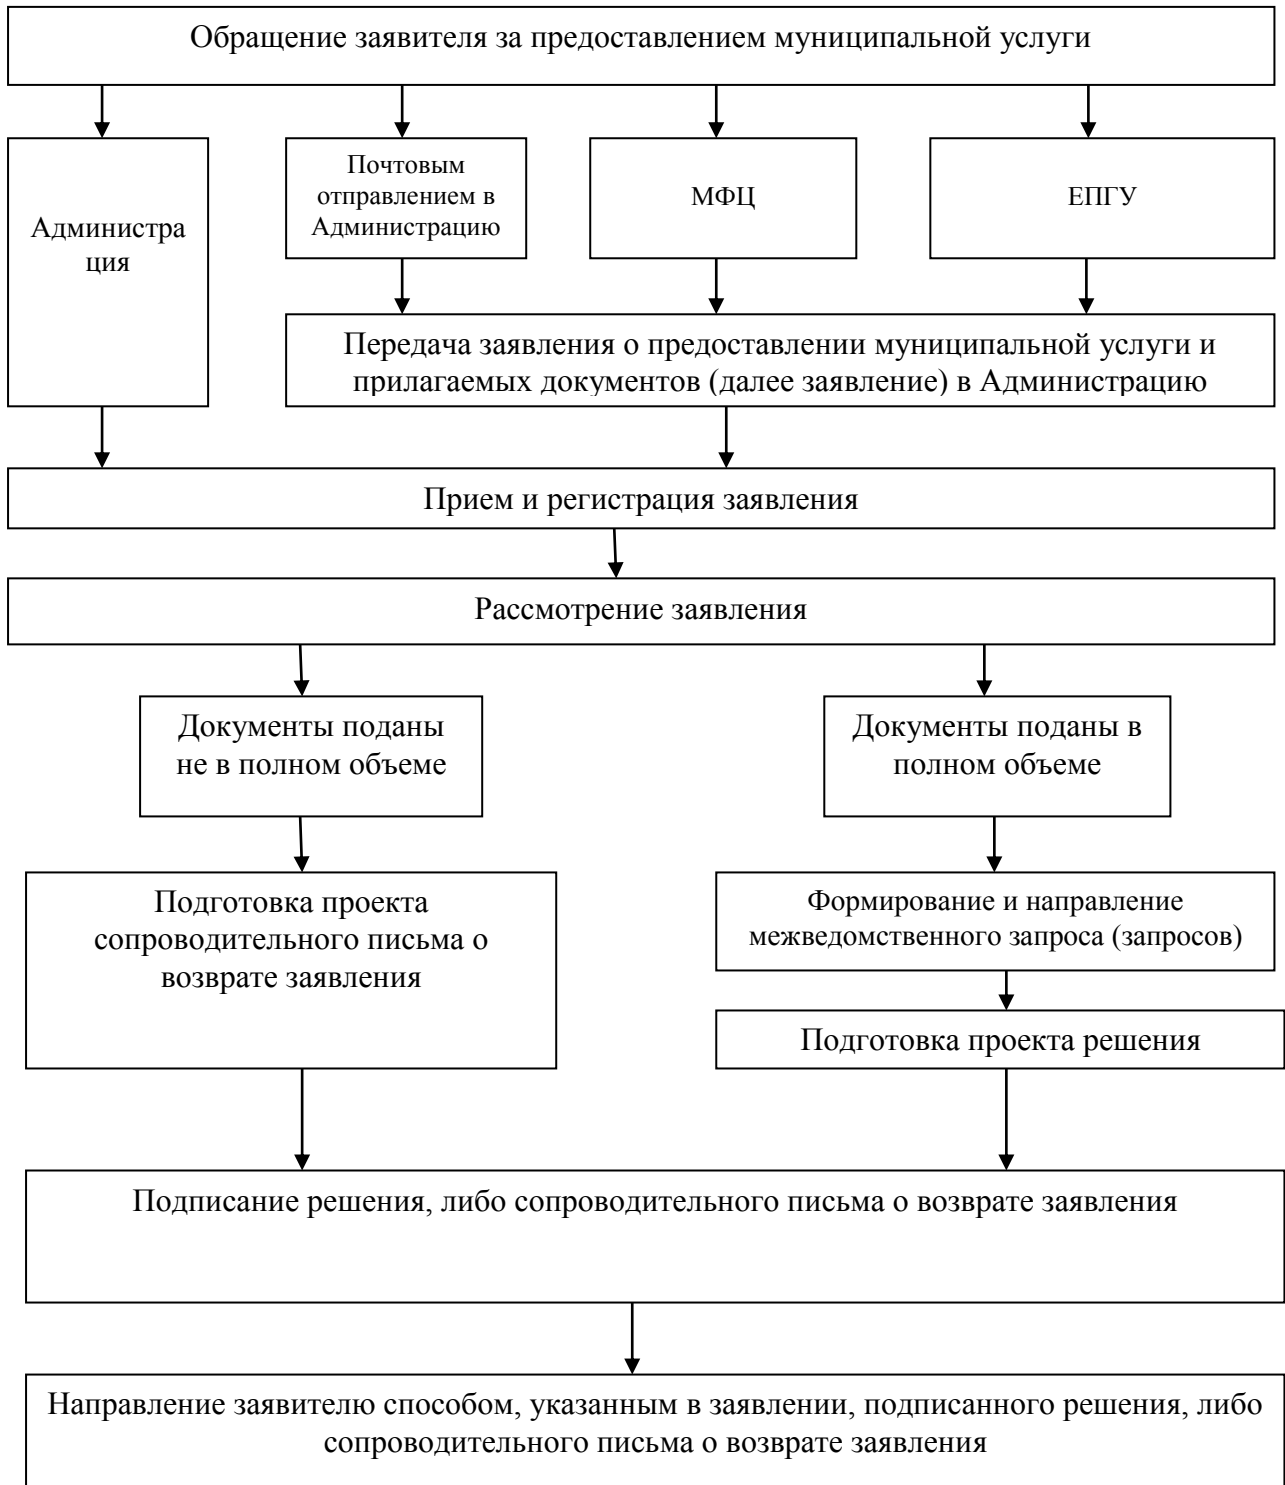 Обращение заявителя за предоставлением муниципальной услуги
Администра
ция
Почтовым
отправлением в
Администрацию
МФЦ
ЕПГУ
Передача заявления о предоставлении муниципальной услуги и
прилагаемых документов (далее заявление) в Администрацию
Прием и регистрация заявления
Рассмотрение заявления
Документы поданы
не в полном объеме
Документы поданы в
полном объеме
Подготовка проекта
сопроводительного письма о
возврате заявления
Формирование и направление
межведомственного запроса (запросов)
Подготовка проекта решения
Подписание решения, либо сопроводительного письма о возврате заявления
Направление заявителю способом, указанным в заявлении, подписанного решения, либо
сопроводительного письма о возврате заявления